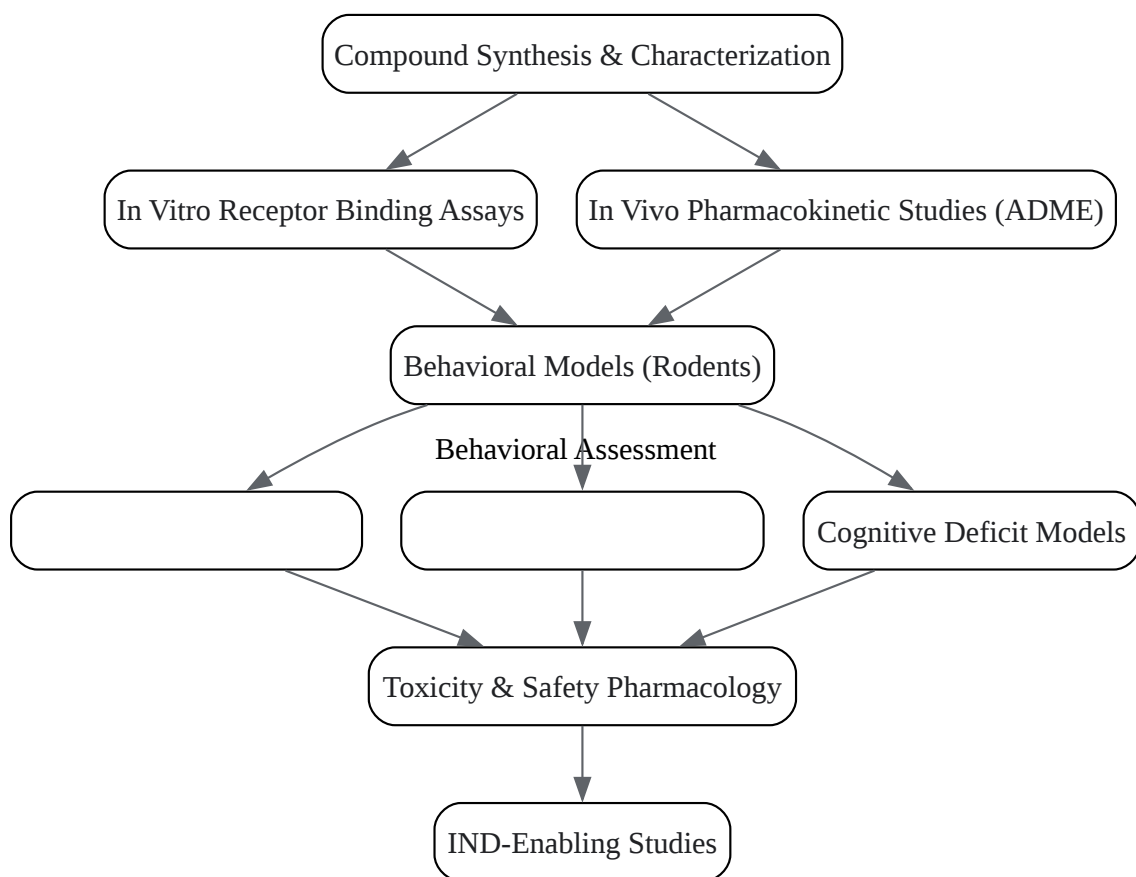 Compound Synthesis & Characterization
In Vitro Receptor Binding Assays
In Vivo Pharmacokinetic Studies (ADME)
Behavioral Models (Rodents)
Behavioral Assessment
Cognitive Deficit Models
Toxicity & Safety Pharmacology
IND-Enabling Studies